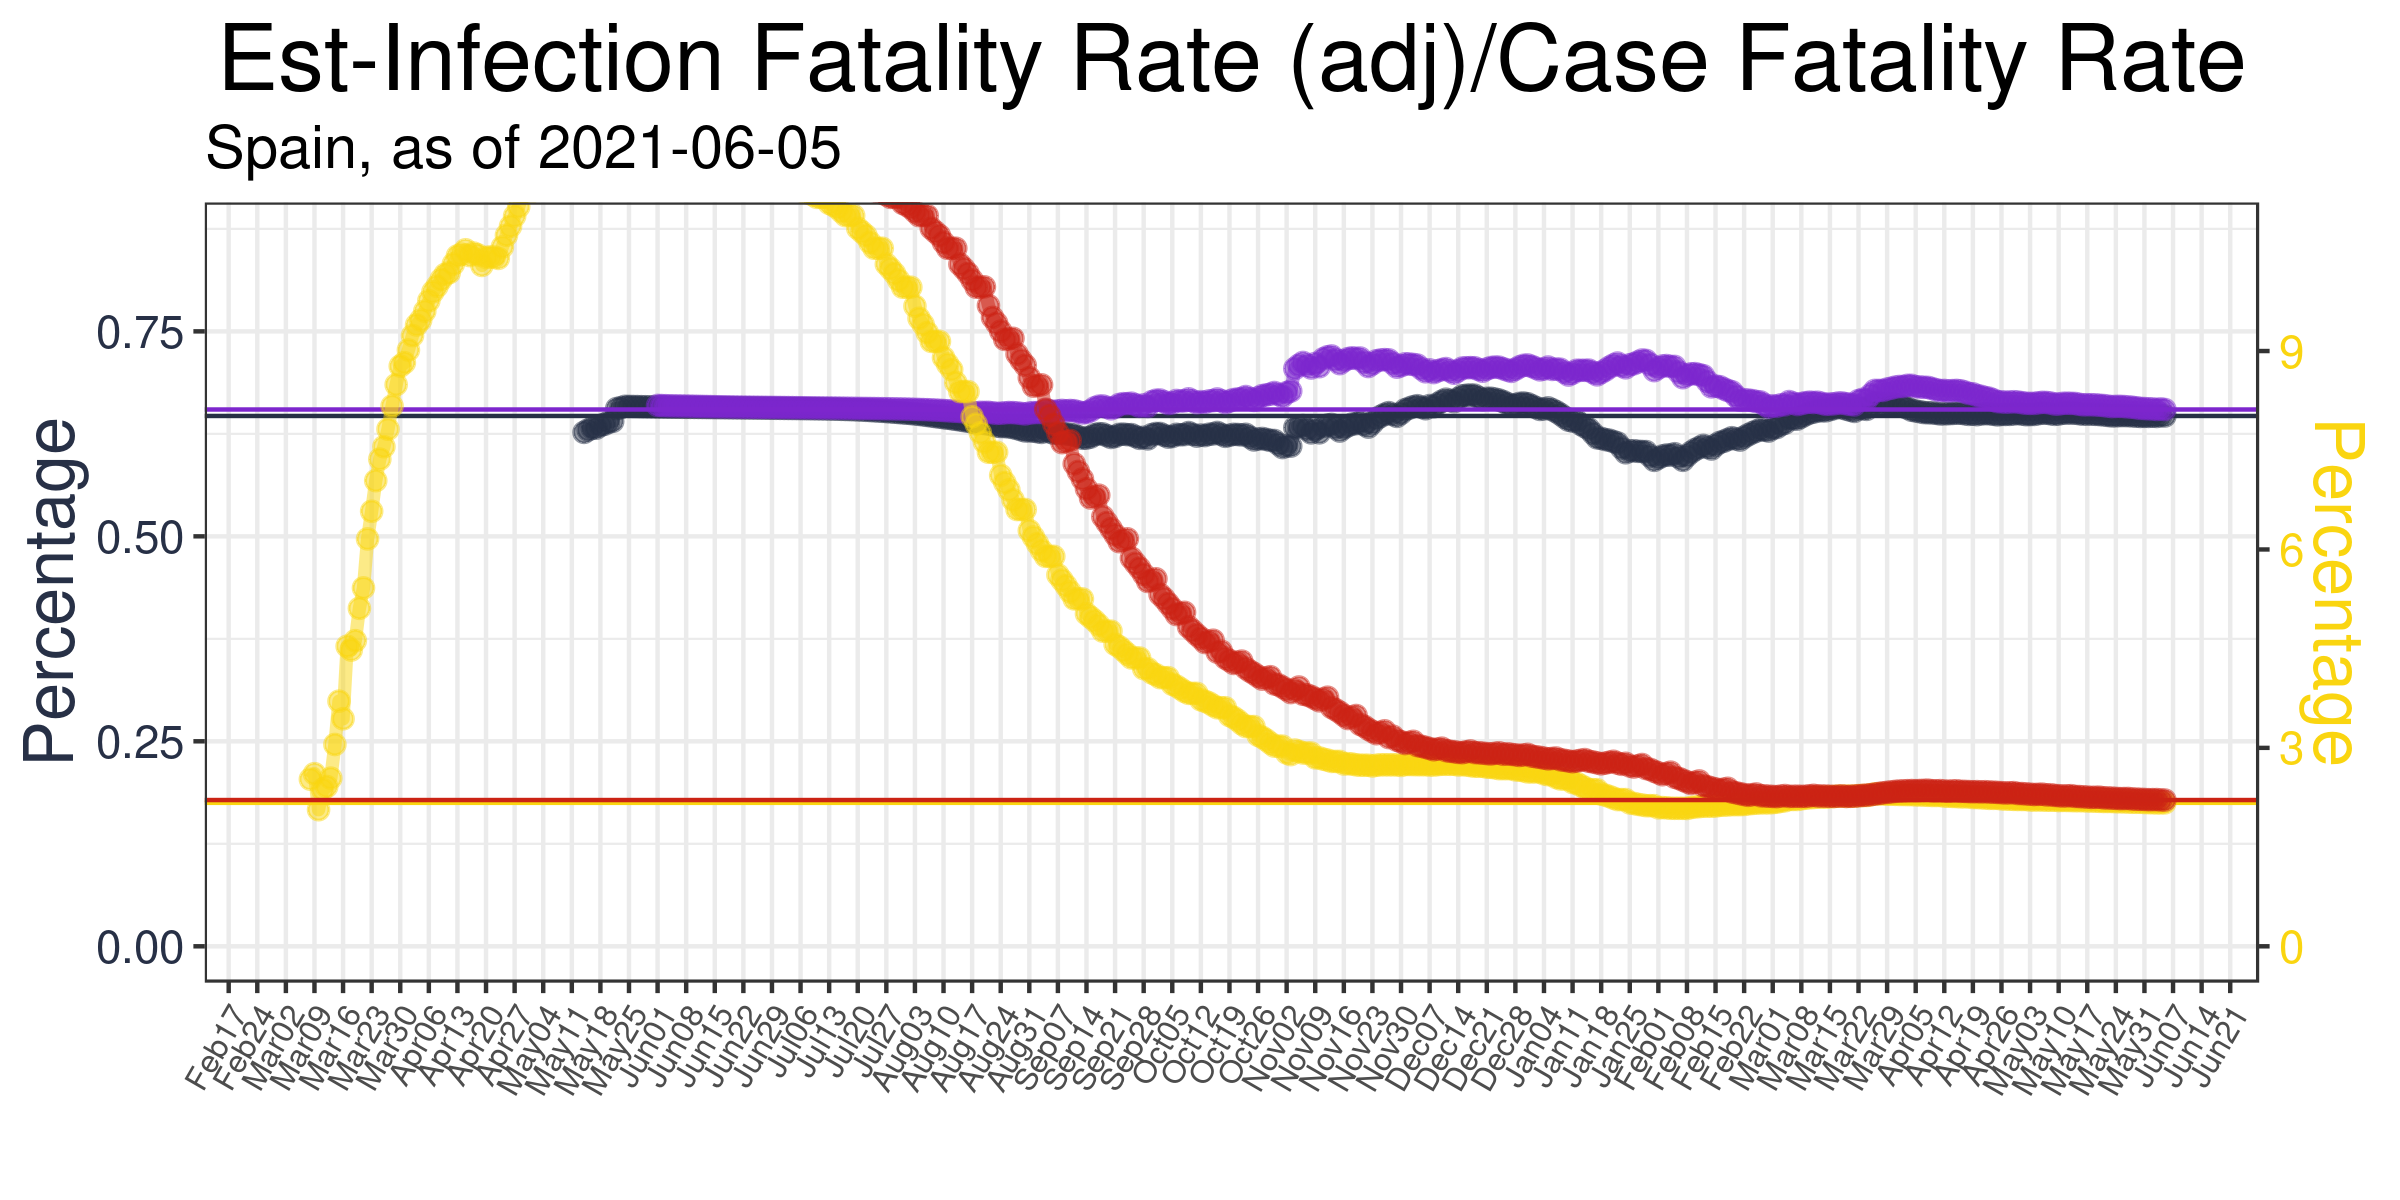 Est-Infection Fatality Rate (adj)/Case Fatality Rate
Spain, as of 2021-06-05
Percentage
0.75
0.50
0.25
0.00
9
6
3
0
Percentage
Feb17
Feb24
Mar02
Mar09
Mar16
Mar23
Mar30
Apr06
Apr13
Apr20
Apr27
May04
May11
May18
May25
Jun01
Jun08
Jun15
Jun22
Jun29
Jul06
Jul13
Jul20
Jul27
Aug03
Aug10
Aug17
Aug24
Aug31
Sep07
Sep14
Sep21
Sep28
Oct05
Oct12
Oct19
Oct26
Nov02
Nov09
Nov16
Nov23
Nov30
Dec07
Dec14
Dec21
Dec28
Jan04
Jan11
Jan18
Jan25
Feb01
Feb08
Feb15
Feb22
Mar01
Mar08
Mar15
Mar22
Mar29
Apr05
Apr12
Apr19
Apr26
May03
May10
May17
May24
May31
Jun07
Jun14
Jun21